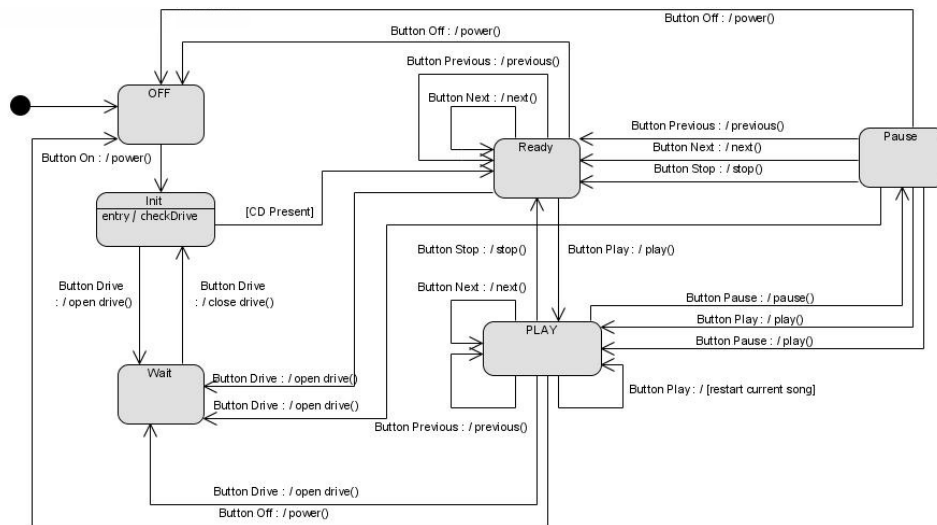 Button Off : / power()
Button Off : / power()
Button Previous : / previous()
OFF
Button Next : / next()
Button Previous : / previous()
Pause
Ready
Button Next : / next()
Button On : / power()
Button Stop : / stop()
Init
entry / checkDrive
[CD Present]
Button Stop : / stop()
Button Play : / play()
Button Drive
: / open drive()
Button Drive
: / close drive()
Button Next : / next()
Button Pause : / pause()
Button Play : / play()
PLAY
Button Pause : / play()
Wait
Button Drive : / open drive()
Button Play : / [restart current song]
Button Drive : / open drive()
Button Previous : / previous()
Button Drive : / open drive()
Button Off : / power()